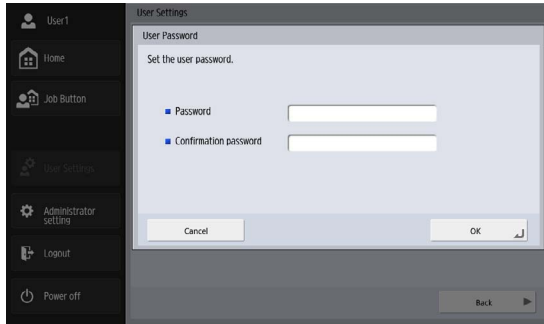 User1
Home
Job Button
User Settings
Administrator
setting
Logout
Power off
User Settings
User Password
Set the user password.
Password
Confirmation password
Cancel
OK
Back